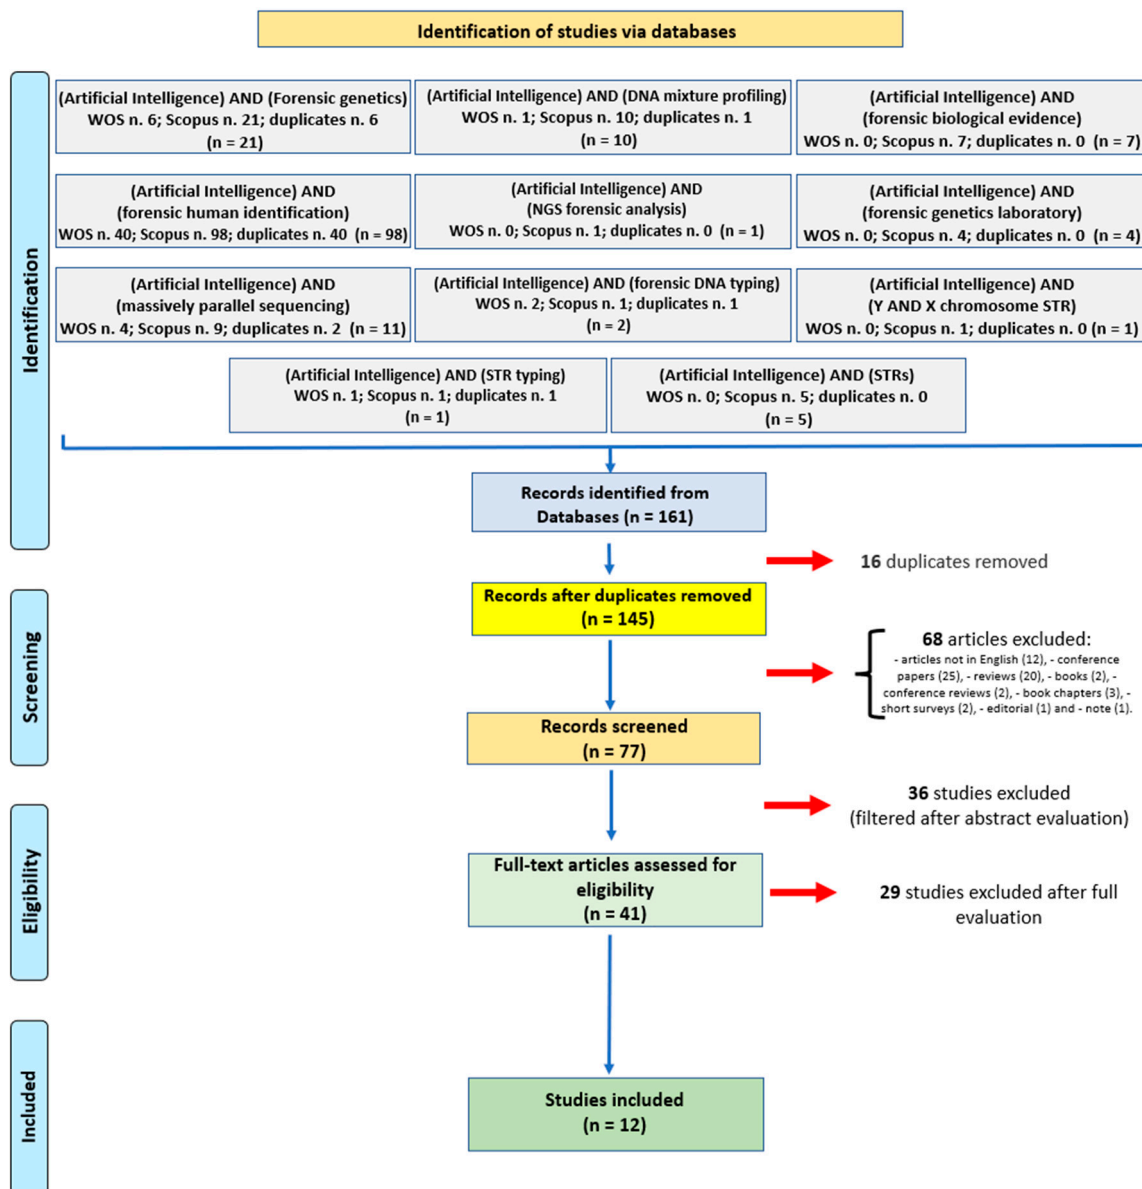 Identification of studies via databases
Identification
(Artificial Intelligence) AND (Forensic genetics)
WOS n. 6; Scopus n. 21; duplicates n. 6
(n = 21)
(Artificial Intelligence) AND (DNA mixture profiling)
WOS n. 1; Scopus n. 10; duplicates n. 1
(n = 10)
(Artificial Intelligence) AND
(forensic biological evidence)
WOS n. 0; Scopus n. 7; duplicates n. 0 (n = 7)
(Artificial Intelligence) AND
(forensic human identification)
WOS n. 40; Scopus n. 98; duplicates n. 40 (n = 98)
(Artificial Intelligence) AND
(NGS forensic analysis)
WOS n. 0; Scopus n. 1; duplicates n. 0 (n = 1)
(Artificial Intelligence) AND
(forensic genetics laboratory)
WOS n. 0; Scopus n. 4; duplicates n. 0 (n = 4)
(Artificial Intelligence) AND
(massively parallel sequencing)
WOS n. 4; Scopus n. 9; duplicates n. 2 (n = 11)
(Artificial Intelligence) AND (forensic DNA typing)
WOS n. 2; Scopus n. 1; duplicates n. 1
(n = 2)
(Artificial Intelligence) AND
(Y AND X chromosome STR)
WOS n. 0; Scopus n. 1; duplicates n. 0 (n = 1)
(Artificial Intelligence) AND (STR typing)
WOS n. 1; Scopus n. 1; duplicates n. 1
(n = 1)
(Artificial Intelligence) AND (STRs)
WOS n. 0; Scopus n. 5; duplicates n. 0
(n = 5)
Records identified from
Databases (n = 161)
16 duplicates removed
Screening
Records after duplicates removed
(n = 145)
68 articles excluded:
- articles not in English (12), - conference
papers (25), - reviews (20), - books (2), -
conference reviews (2), - book chapters (3), -
short surveys (2), - editorial (1) and - note (1).
Records screened
(n = 77)
36 studies excluded
(filtered after abstract evaluation)
Eligibility
Full-text articles assessed for
eligibility
(n = 41)
29 studies excluded after full
evaluation
Included
Studies included
(n = 12)